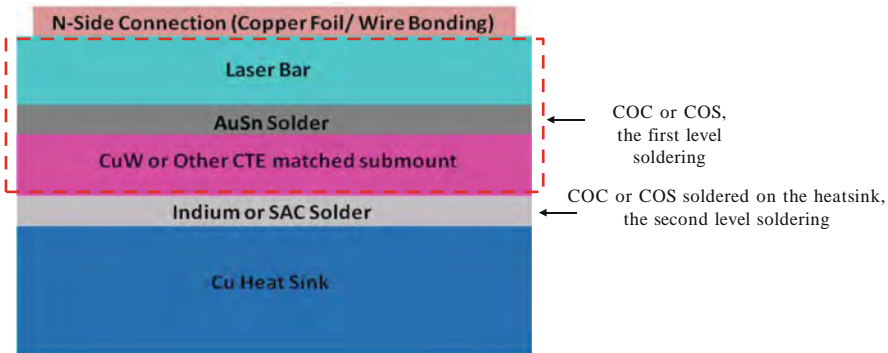 N-Side Connection (Copper Foil/ Wire Bonding)
Laser Bar
AuSn Solder
CuW or Other CTE matched submount
Indium or SAC Solder
Cu Heat Sink
COC or COS,
the first level
soldering
COC or COS soldered on the heatsink,
the second level soldering